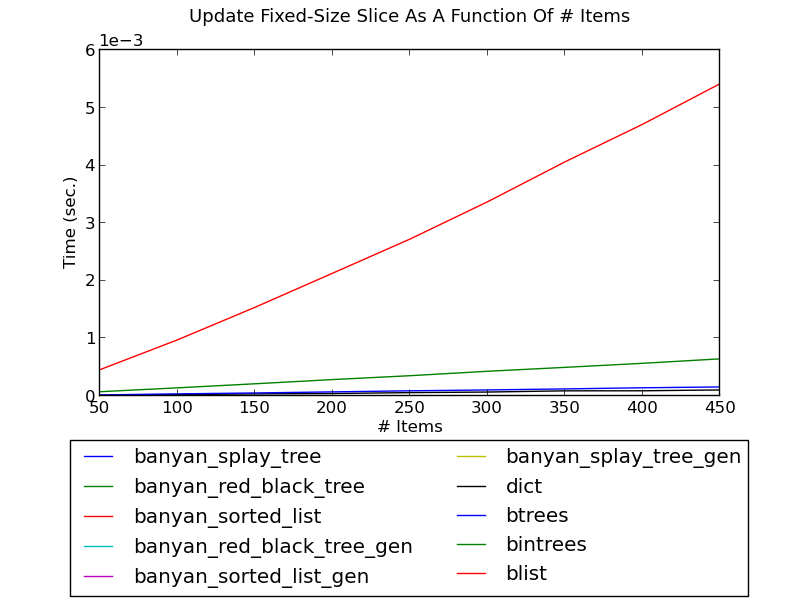 Update Fixed-Size Slice As A Function Of # Items
1e−3
6
5
4
3
2
1
0
Time (sec.)
50 100 150 200 250 300 350 400 450
# Items
banyan_splay_tree
banyan_red_black_tree
banyan_sorted_list
banyan_red_black_tree_gen
banyan_sorted_list_gen
banyan_splay_tree_gen
dict
btrees
bintrees
blist